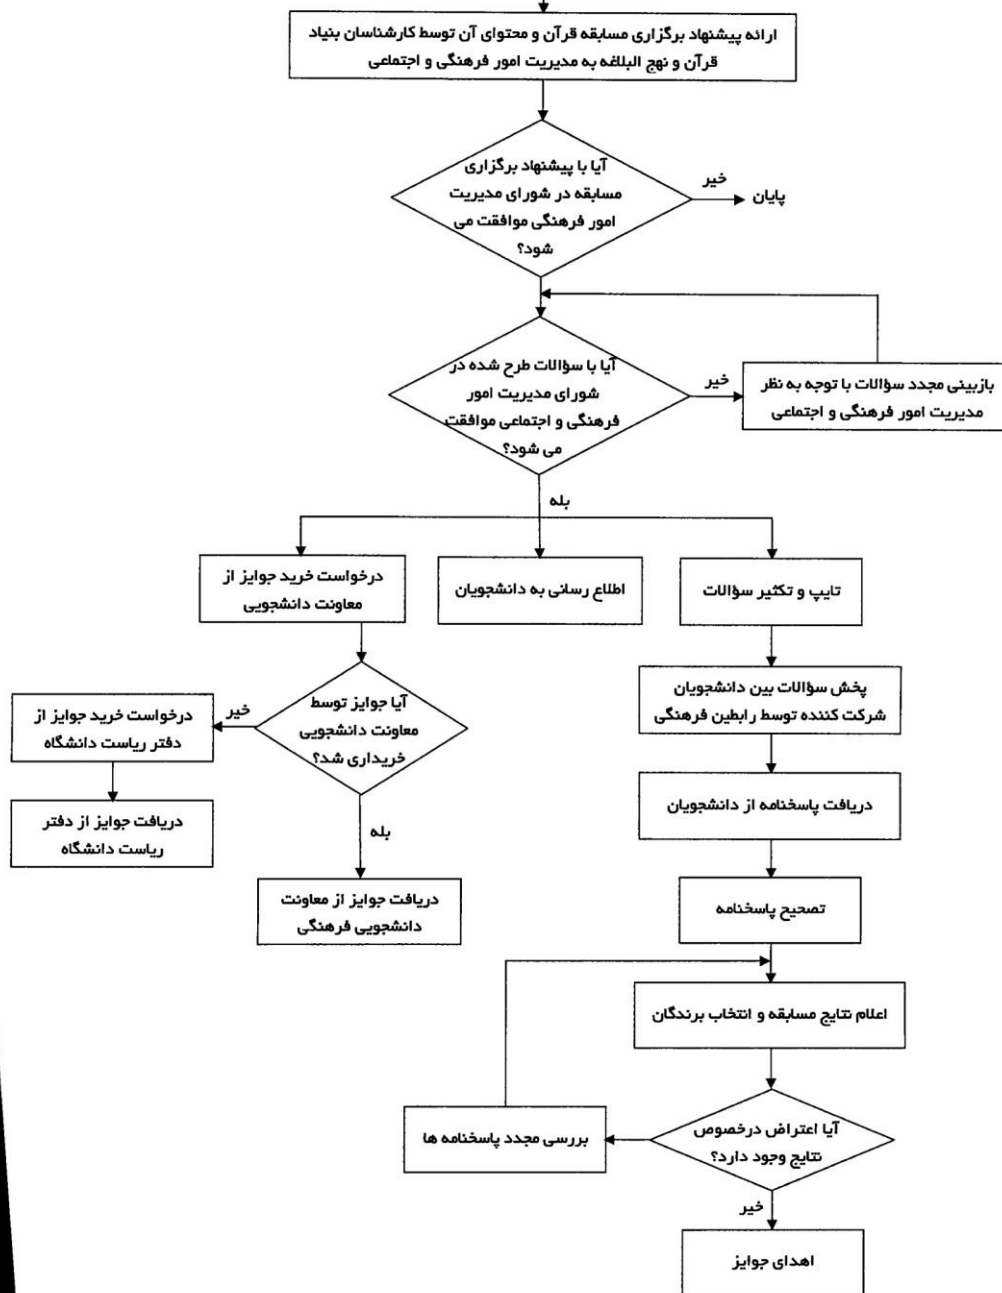 ارائه پیشنهاد برگزاری مسابقه قرآن و محتوای آن توسط کارشناسان بنیاد
قرآن و نهج البلاغه به مدیریت امور فرهنگی و اجتماعی
آیا با پیشنهاد برگزاری
مسابقه در شورای مدیریت
امور فرهنگی موافقت می
شود؟
خیر
پایان
آیا با سؤالات طرح شده در
شورای مدیریت امور
فرهنگی و اجتماعی موافقت
می شود؟
خیر
بازبینی مجدد سؤالات با توجه به نظر
مدیریت امور فرهنگی و اجتماعی
بله
تایپ و تکثیر سؤالات
اطلاع رسانی به دانشجویان
درخواست خرید جوایز از
معاونت دانشجویی
پخش سؤالات بین دانشجویان
شرکت کننده توسط رابطین فرهنگی
آیا جوایز توسط
معاونت دانشجویی
خریداری شد؟
خیر
درخواست خرید جوایز از
دفتر ریاست دانشگاه
دریافت جوایز از دفتر
ریاست دانشگاه
بله
دریافت جوایز از معاونت
دانشجویی فرهنگی
دریافت پاسخنامه از دانشجویان
تصحیح پاسخنامه
اعلام نتایج مسابقه و انتخاب برندگان
آیا اعتراض درخصوص
نتایج وجود دارد؟
بررسی مجدد پاسخنامه ها
خیر
اهدای جوایز